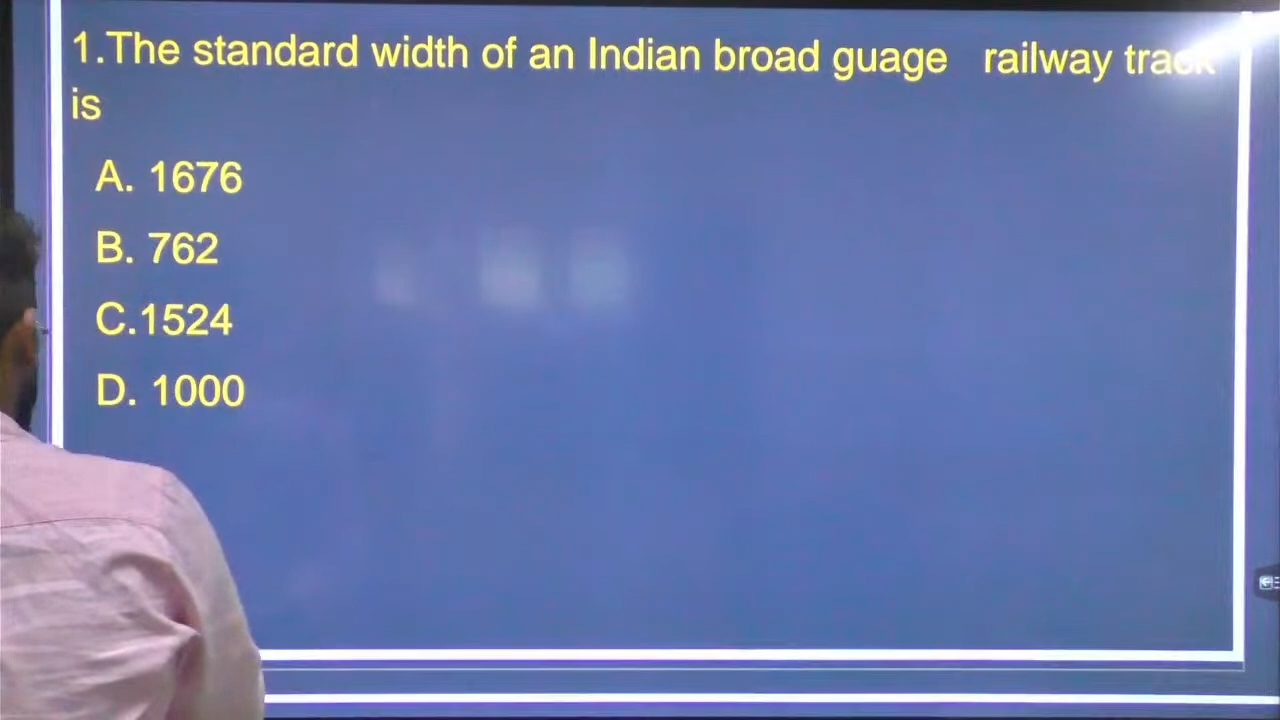 1.The standard width of an Indian broad guage railway track
is
A. 1676
B. 762
C.1524
D. 1000